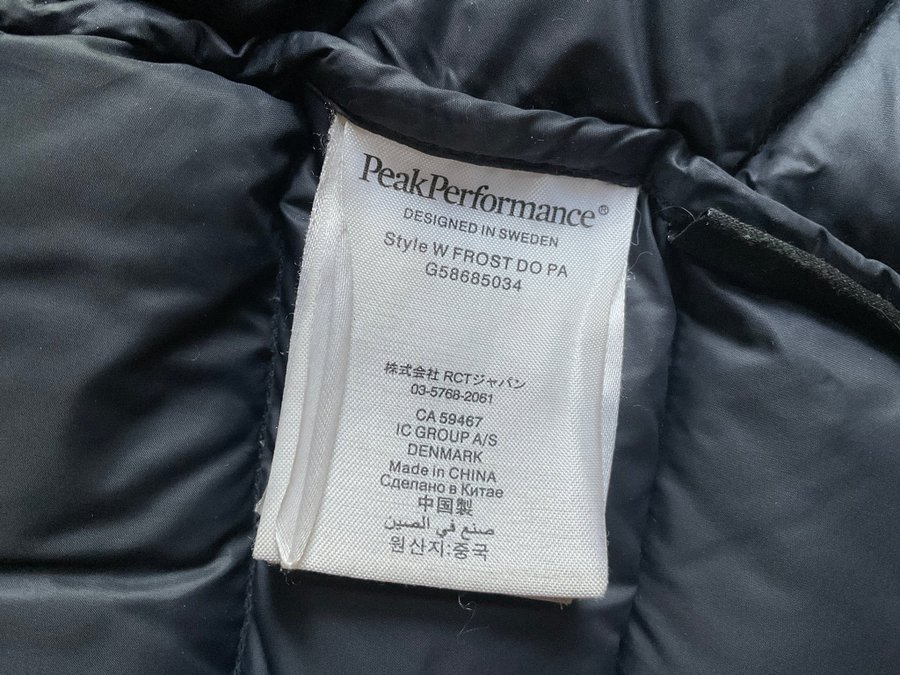 PeakPerformance®
DESIGNED IN SWEDEN
Style W FROST DO PA
G58685034
株式会社 RCTジャパン
03-5768-2061
CA 59467
IC GROUP A/S
DENMARK
Made in CHINA
Сделано в Китае
中国製
صنع في الصين
원산지:중국